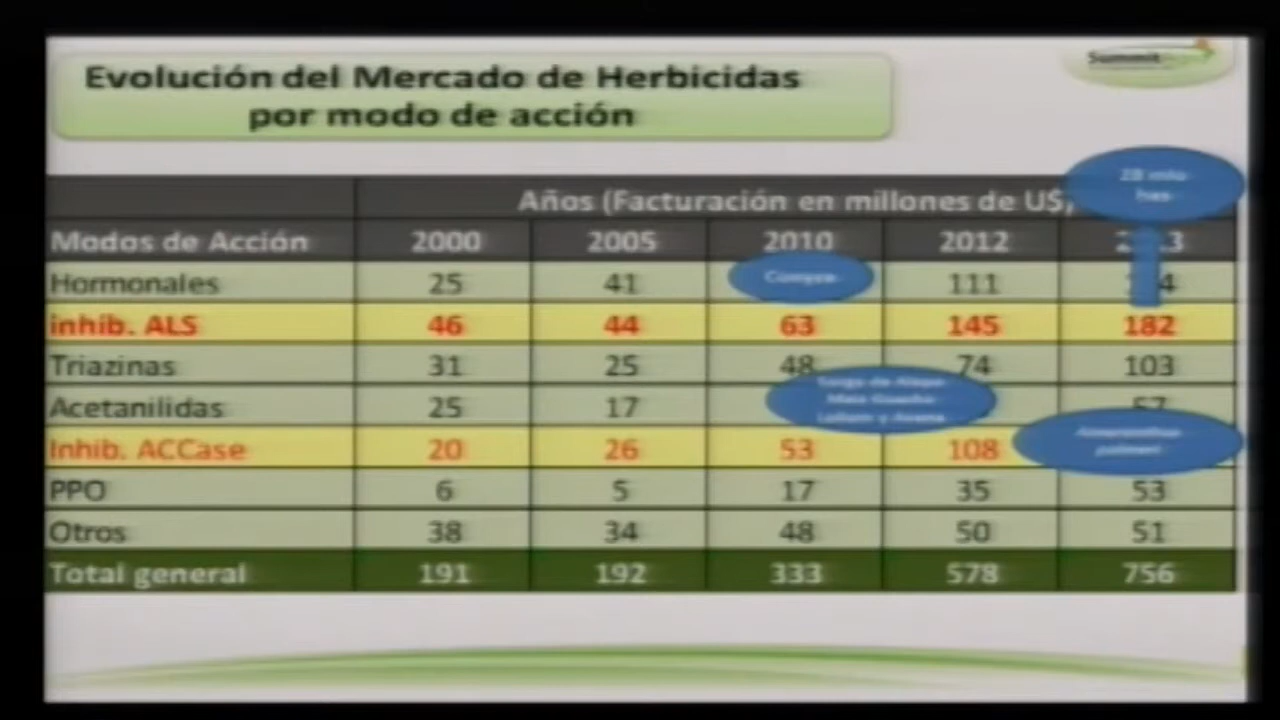 Evolución del Mercado de Herbicidas
por modo de acción
Summit
Años (Facturación en millones de U$
Modos de Acción 2000 2005 2010 2012
Hormonales 25 41 111
inhib. ALS 46 44 63 145 182
Triazinas 31 25 48 74 103
Acetanilidas 25 17 57
Inhib. ACCase 20 26 53 108
PPO 6 5 17 35 53
Otros 38 34 48 50 51
Total general 191 192 333 578 756